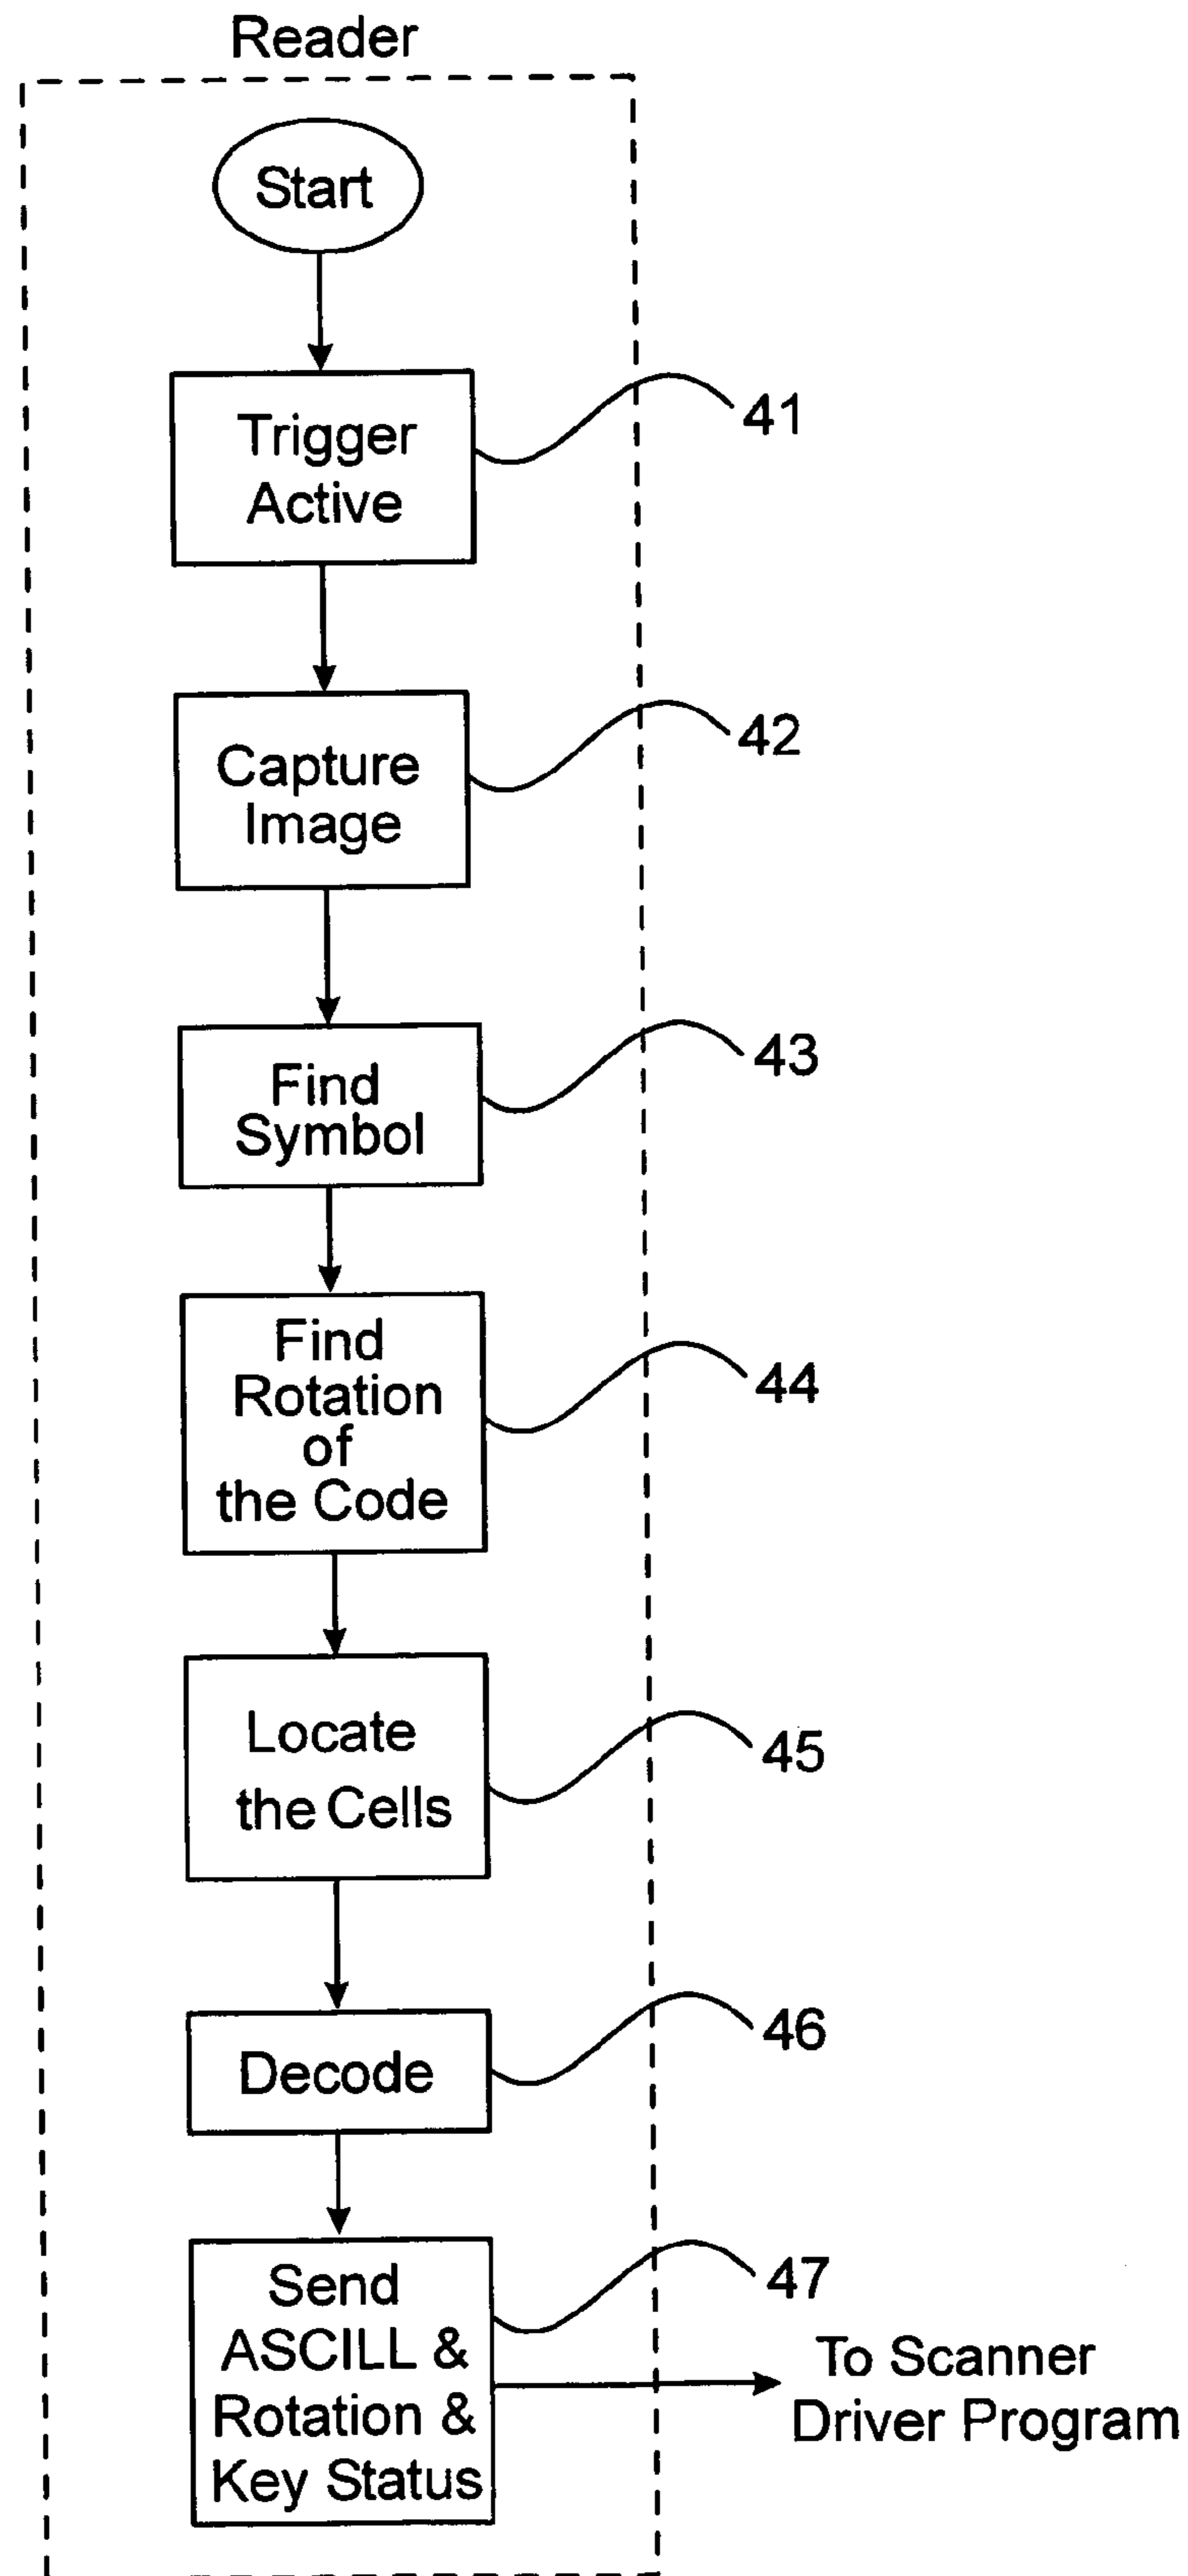 Reader
Start
Trigger
Active
41
Capture
Image
42
Find
Symbol
43
Find
Rotation
of
the Code
44
Locate
the Cells
45
Decode
46
Send
ASCILL &
Rotation &
Key Status
47
To Scanner
Driver Program